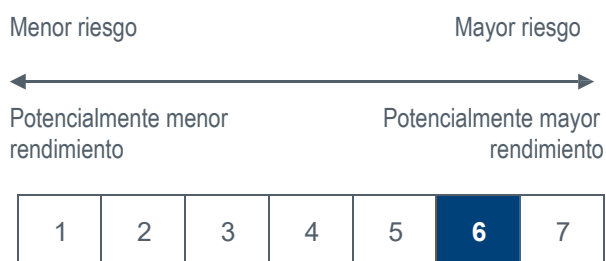 Menor riesgo Mayor riesgo
Potencialmente menor Potencialmente mayor
rendimiento rendimiento
1 2 3 4 5 6 7